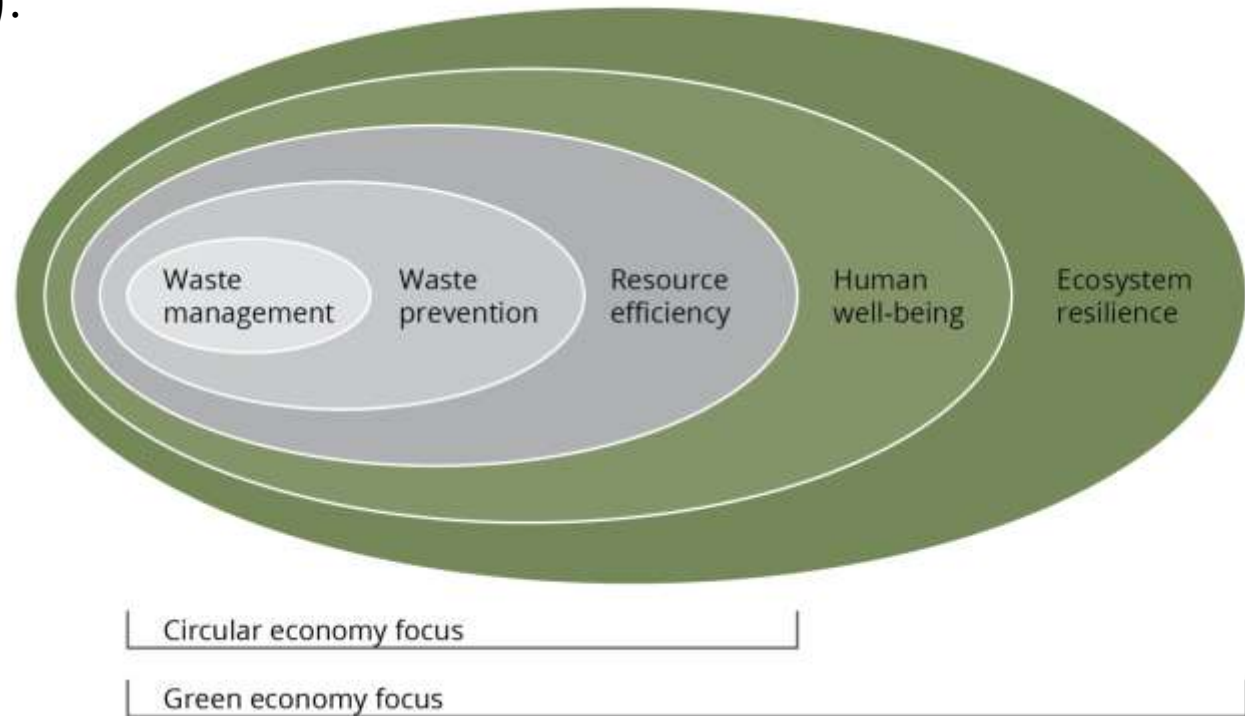 ).
Waste
management
Waste
prevention
Resource
efficiency
Human
well-being
Ecosystem
resilience
Circular economy focus
Green economy focus